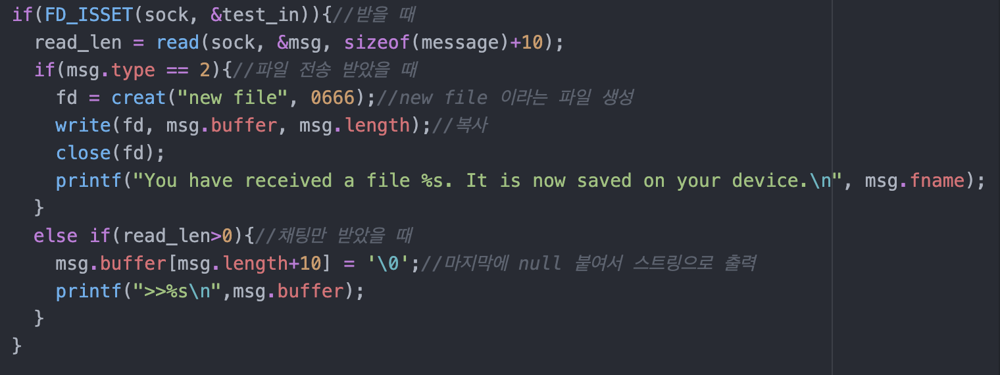 if(FD_ISSET(sock, &test_in)){//받을 때
read_len = read(sock, &msg, sizeof(message)+10);
if(msg.type == 2){//파일 전송 받았을 때
fd = creat("new file", 0666);//new file 이라는 파일 생성
write(fd, msg.buffer, msg.length);//복사
close(fd);
printf("You have received a file %s. It is now saved on your device.\n", msg.fname);
}
else if(read_len>0){//채팅만 받았을 때
msg.buffer[msg.length+10] = '\0';//마지막에 null 붙여서 스트링으로 출력
printf(">>%s\n",msg.buffer);
}
}